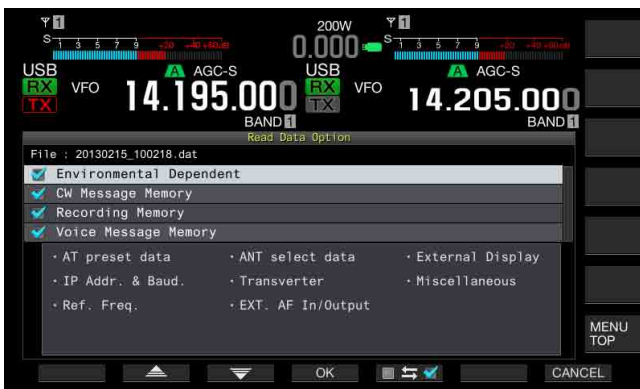 1 200W 1
S 1 3 5 7 9 +20 +40 +60dB 0.000 S 1 3 5 7 9 +20 +40 +60dB
USB A AGC-S USB A AGC-S
RX VFO 14.195.000 RX VFO 14.205.000
TX TX
BAND 1 BAND 1
Read Data Option
File : 20130215_100218.dat
Environmental Dependent
CW Message Memory
Recording Memory
Voice Message Memory
・AT preset data ・ANT select data ・External Display
・IP Addr. & Baud. ・Transverter ・Miscellaneous
・Ref. Freq. ・EXT. AF In/Output
MENU
TOP
OK CANCEL